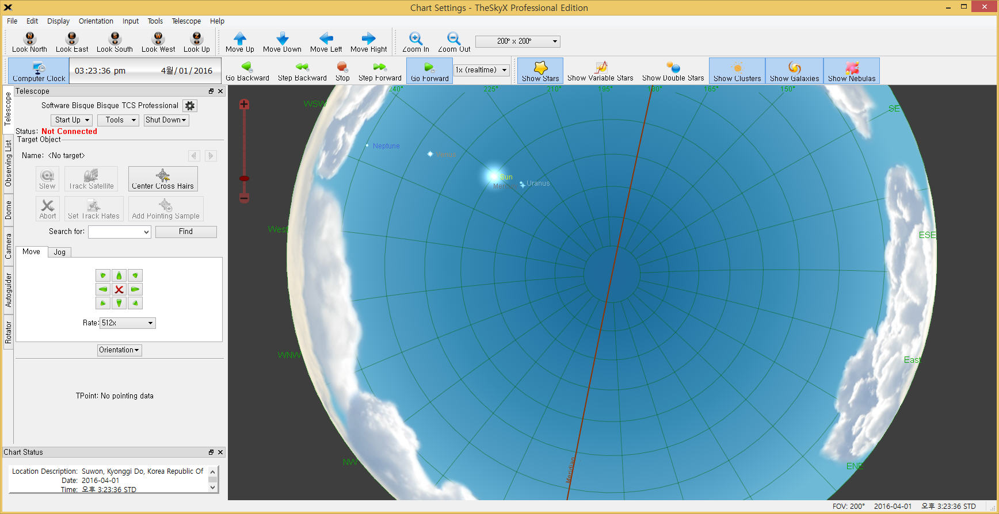 Chart Settings - TheSkyX Professional Edition
File Edit Display Orientation Input Tools Telescope Help
Look North Look East Look South Look West Look Up Move Up Move Down Move Left Move Right Zoom In Zoom Out 200° x 200°
Computer Clock 03:23:36 pm 4월/01/2016 Go Backward Step Backward Stop Step Forward Go Forward 1x (realtime) Show Stars Show Variable Stars Show Double Stars Show Clusters Show Galaxies Show Nebulas
Telescope
Observing List
Dome
Camera
Autoguider
Rotator
Telescope
Software Bisque Bisque TCS Professional
Start Up Tools Shut Down
Status: Not Connected
Target Object
Name: <No target>
Slew Track Satellite Center Cross Hairs
Abort Set Track Rates Add Pointing Sample
Search for: Find
Move Jog
Rate: 512x
Orientation
TPoint: No pointing data
Chart Status
Location Description: Suwon, Kyonggi Do, Korea Republic Of
Date: 2016-04-01
Time: 오후 3:23:36 STD
240° 225° 210° 195° 180° 165° 150°
WSW SE
Neptune
Venus
Sun
Uranus
West
ESE
WNW
East
NW
Meridian
ENE
FOV: 200° 2016-04-01 오후 3:23:36 STD